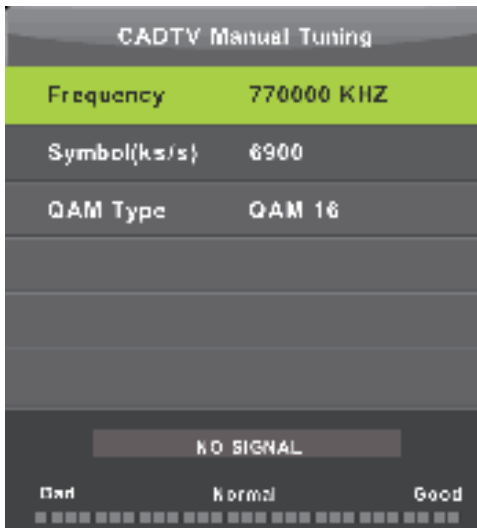 CADTV Manual Tuning
Frequency 770000 KHZ
Symbol(ks/s) 6900
QAM Type QAM 16
NO SIGNAL
Bad Normal Good